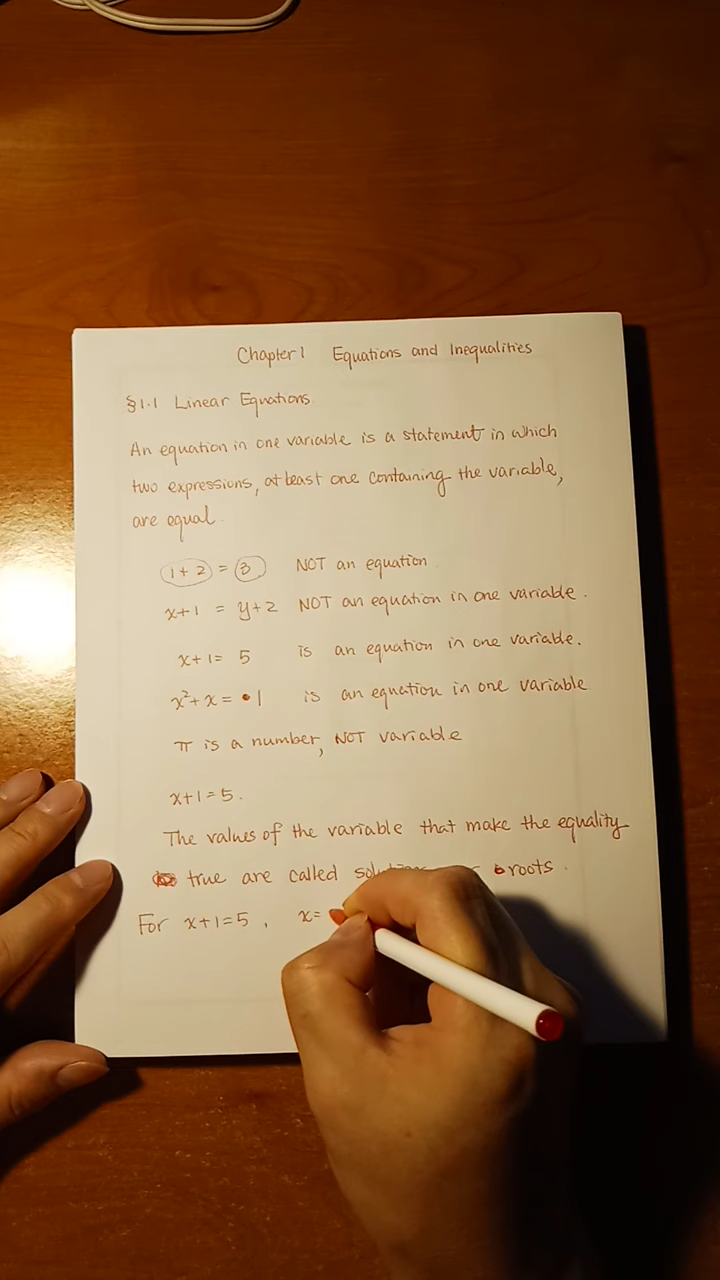 Chapter 1 Equations and Inequalities
§1.1 Linear Equations
An equation in one variable is a statement in which
two expressions, at least one containing the variable,
are equal
1 + 2 = 3 NOT an equation
x+1 = y+2 NOT an equation in one variable.
x+1 = 5 is an equation in one variable.
x²+x = 1 is an equation in one variable
π is a number, NOT variable
x+1=5.
The values of the variable that make the equality
true are called roots.
For x+1=5, x=